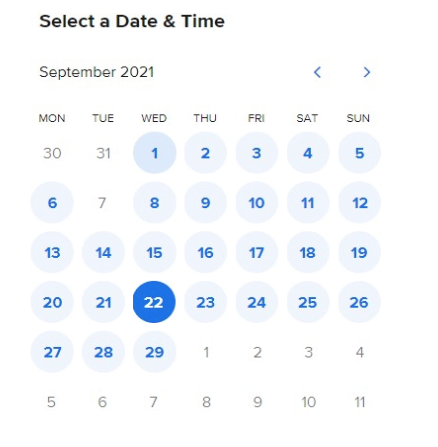 Select a Date & Time
September 2021
MON TUE WED THU FRI SAT SUN
30 31 1 2 3 4 5
6 7 8 9 10 11 12
13 14 15 16 17 18 19
20 21 22 23 24 25 26
27 28 29 1 2 3 4
5 6 7 8 9 10 11